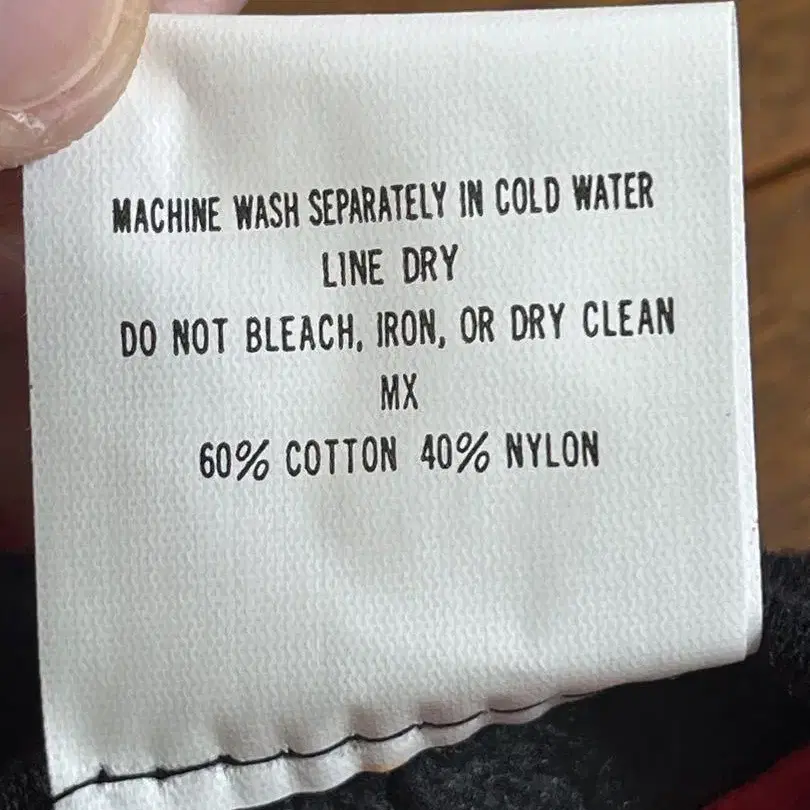 MACHINE WASH SEPARATELY IN COLD WATER
LINE DRY
DO NOT BLEACH, IRON, OR DRY CLEAN
MX
60% COTTON 40% NYLON